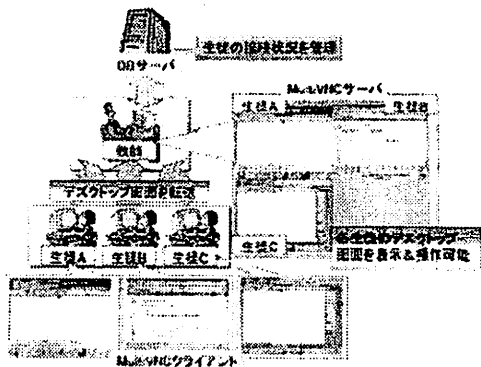 生徒の接続状況を管理
DBサーバ
MultiVNCサーバ
生徒A
生徒B
教師
デスクトップ画面を転送
生徒C
各生徒のデスクトップ
画面を表示&操作可能
生徒A
生徒B
生徒C
MultiVNCクライアント